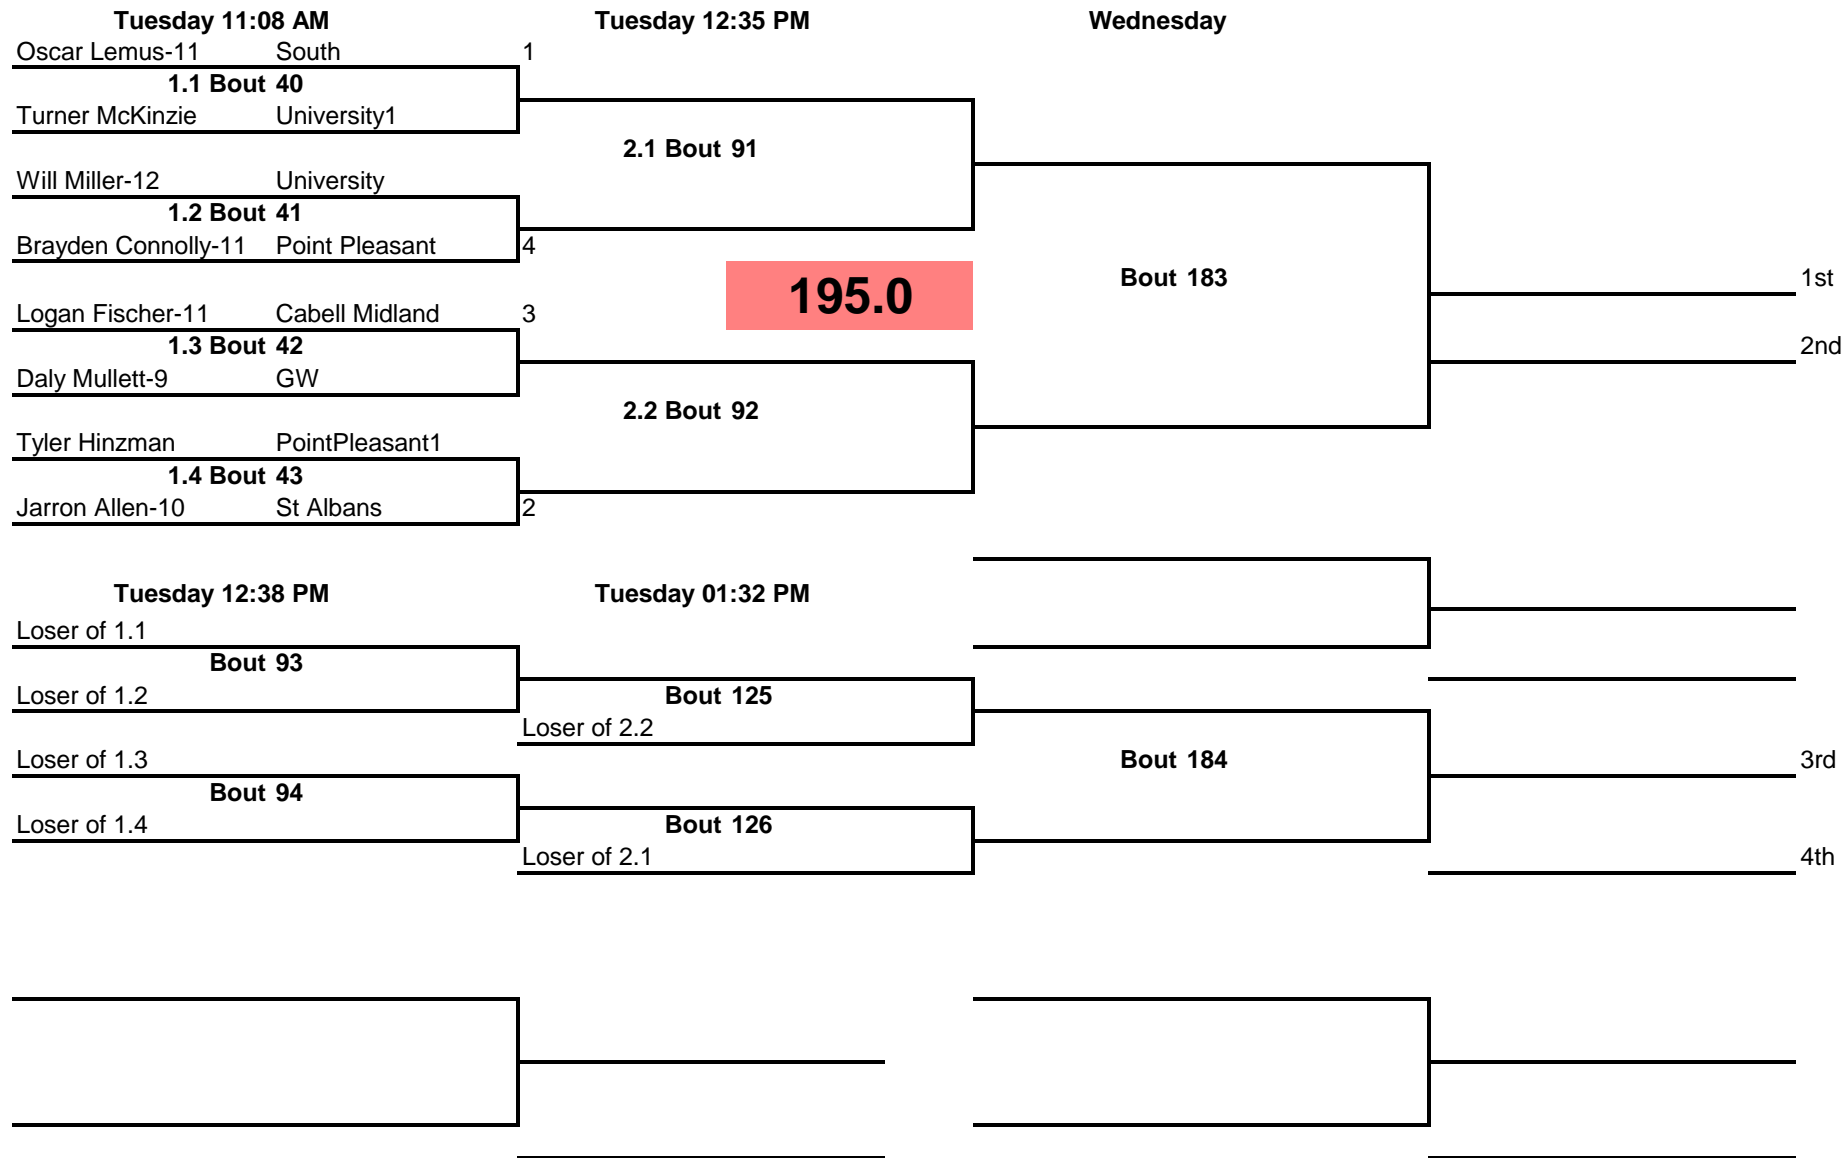 Tuesday 11:08 AM Tuesday 12:35 PM Wednesday
Oscar Lemus-11 South 1
1.1 Bout 40
Turner McKinzie University1
2.1 Bout 91
Will Miller-12 University
1.2 Bout 41
Brayden Connolly-11 Point Pleasant 4
195.0
Bout 183
1st
Logan Fischer-11 Cabell Midland 3
1.3 Bout 42
2nd
Daly Mullett-9 GW
2.2 Bout 92
Tyler Hinzman PointPleasant1
1.4 Bout 43
Jarron Allen-10 St Albans 2
Tuesday 12:38 PM Tuesday 01:32 PM
Loser of 1.1
Bout 93
Loser of 1.2
Bout 125
Loser of 2.2
Loser of 1.3
Bout 184
3rd
Bout 94
Loser of 1.4
Bout 126
Loser of 2.1
4th